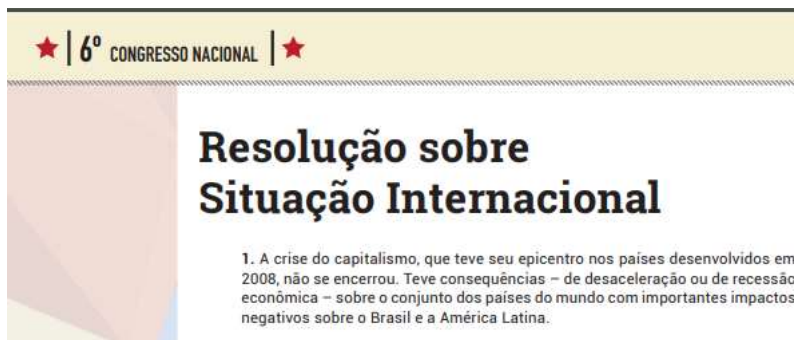 6º CONGRESSO NACIONAL
Resolução sobre
Situação Internacional
1. A crise do capitalismo, que teve seu epicentro nos países desenvolvidos em
2008, não se encerrou. Teve consequências – de desaceleração ou de recessão
econômica – sobre o conjunto dos países do mundo com importantes impactos
negativos sobre o Brasil e a América Latina.